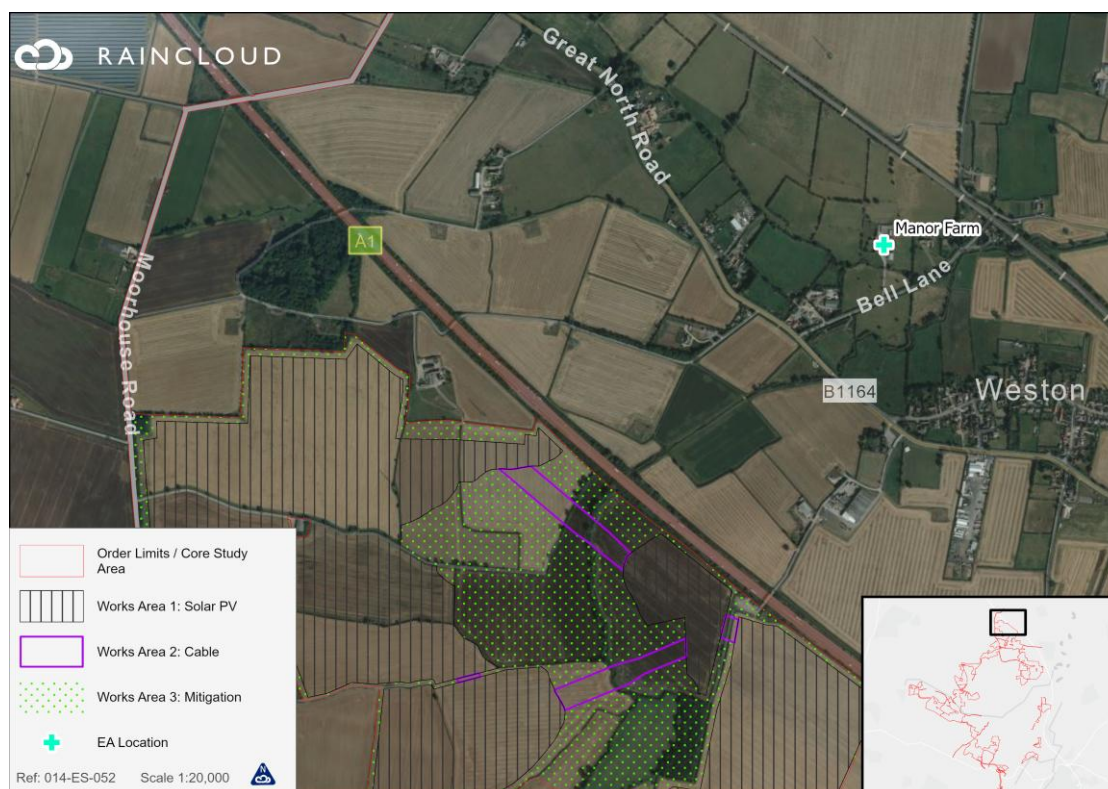 RAINCLOUD
Great North Road
A1
Manor Farm
Bell Lane
Moorhouse Road
B1164
Weston
Order Limits / Core Study
Area
Works Area 1: Solar PV
Works Area 2: Cable
Works Area 3: Mitigation
EA Location
Ref: 014-ES-052 Scale 1:20,000
N